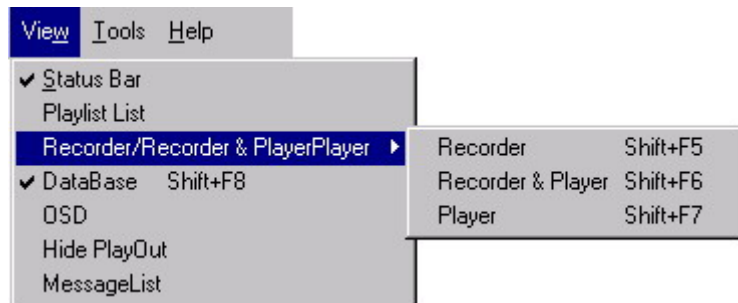 View Tools Help
Status Bar
Playlist List
Recorder/Recorder & PlayerPlayer
Recorder Shift+F5
DataBase Shift+F8
Recorder & Player Shift+F6
OSD
Player Shift+F7
Hide PlayOut
MessageList